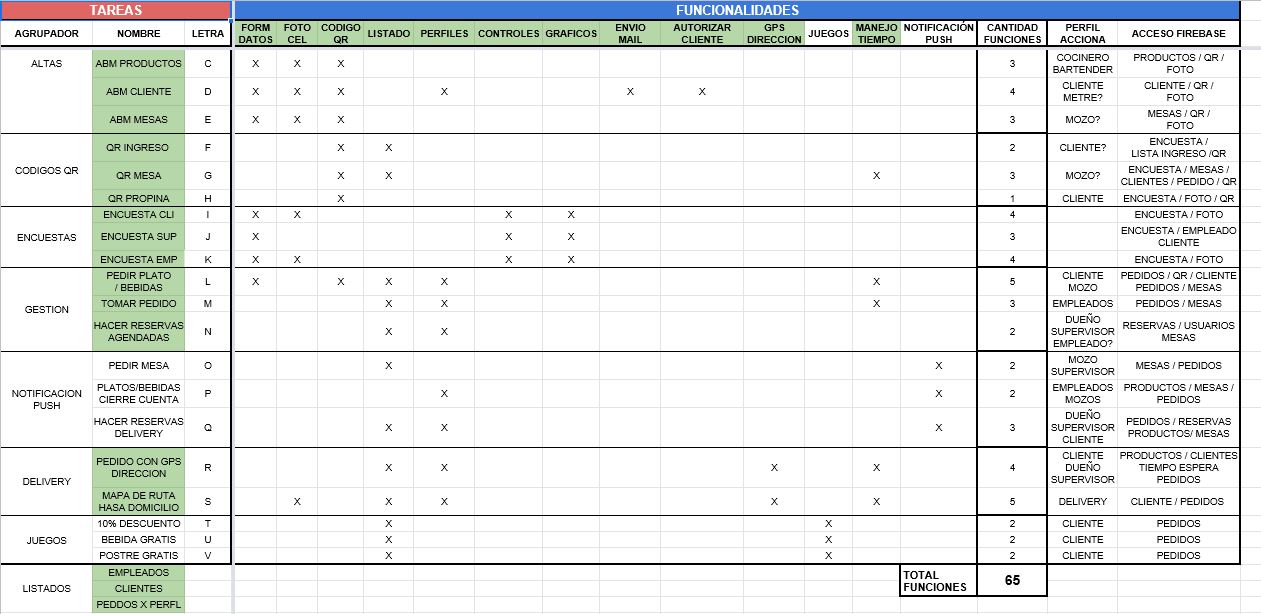 TAREAS FUNCIONALIDADES
AGRUPADOR NOMBRE LETRA FORM DATOS FOTO CEL CODIGO QR LISTADO PERFILES CONTROLES GRAFICOS ENVIO MAIL AUTORIZAR CLIENTE GPS DIRECCION JUEGOS MANEJO TIEMPO NOTIFICACIÓN PUSH CANTIDAD FUNCIONES PERFIL ACCIONA ACCESO FIREBASE
ALTAS ABM PRODUCTOS C X X X 3 COCINERO BARTENDER PRODUCTOS / QR / FOTO
ABM CLIENTE D X X X X X X 4 CLIENTE METRE? CLIENTE / QR / FOTO
ABM MESAS E X X X 3 MOZO? MESAS / QR / FOTO
CODIGOS QR QR INGRESO F X X 2 CLIENTE? ENCUESTA / LISTA INGRESO /QR
QR MESA G X X X 3 MOZO? ENCUESTA / MESAS / CLIENTES / PEDIDO / QR
QR PROPINA H X 1 CLIENTE ENCUESTA / FOTO / QR
ENCUESTAS ENCUESTA CLI I X X X X 4 ENCUESTA / FOTO
ENCUESTA SUP J X X X 3 ENCUESTA / EMPLEADO CLIENTE
ENCUESTA EMP K X X X X 4 ENCUESTA / FOTO
GESTION PEDIR PLATO / BEBIDAS L X X X X X 5 CLIENTE MOZO PEDIDOS / QR / CLIENTE PEDIDOS / MESAS
TOMAR PEDIDO M X X X 3 EMPLEADOS PEDIDOS / MESAS
HACER RESERVAS AGENDADAS N X X 2 DUEÑO SUPERVISOR EMPLEADO? RESERVAS / USUARIOS MESAS
NOTIFICACION PUSH PEDIR MESA O X X 2 MOZO SUPERVISOR MESAS / PEDIDOS
PLATOS/BEBIDAS CIERRE CUENTA P X X 2 EMPLEADOS MOZOS PRODUCTOS / MESAS / PEDIDOS
HACER RESERVAS DELIVERY Q X X X 3 DUEÑO SUPERVISOR CLIENTE PEDIDOS / RESERVAS PRODUCTOS/ MESAS
DELIVERY PEDIDO CON GPS DIRECCION R X X X X 4 CLIENTE DUEÑO SUPERVISOR PRODUCTOS / CLIENTES TIEMPO ESPERA PEDIDOS
MAPA DE RUTA HASA DOMICILIO S X X X X X 5 DELIVERY CLIENTE / PEDIDOS
JUEGOS 10% DESCUENTO T X X 2 CLIENTE PEDIDOS
BEBIDA GRATIS U X X 2 CLIENTE PEDIDOS
POSTRE GRATIS V X X 2 CLIENTE PEDIDOS
LISTADOS EMPLEADOS TOTAL FUNCIONES 65
CLIENTES
PEDDOS X PERFL